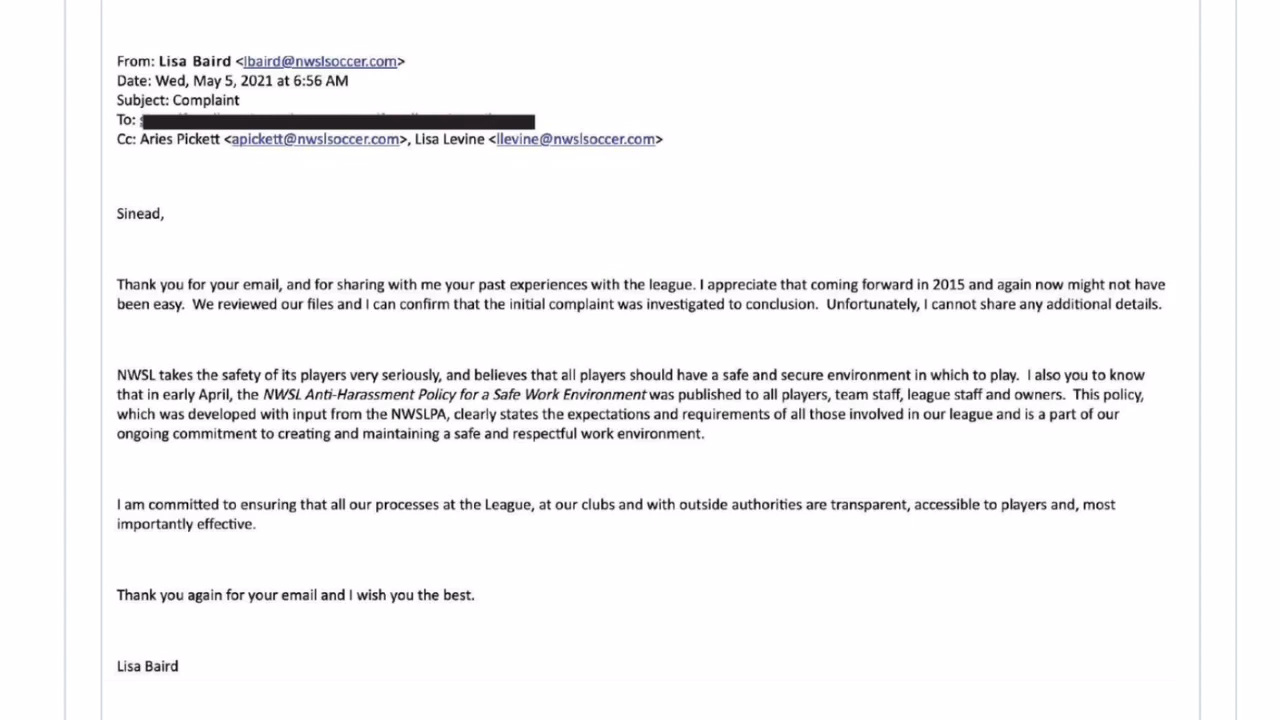 From: Lisa Baird <lbaird@nwslsoccer.com>
Date: Wed, May 5, 2021 at 6:56 AM
Subject: Complaint
To:
Cc: Aries Pickett <apickett@nwslsoccer.com>, Lisa Levine <llevine@nwslsoccer.com>
Sinead,
Thank you for your email, and for sharing with me your past experiences with the league. I appreciate that coming forward in 2015 and again now might not have
been easy. We reviewed our files and I can confirm that the initial complaint was investigated to conclusion. Unfortunately, I cannot share any additional details.
NWSL takes the safety of its players very seriously, and believes that all players should have a safe and secure environment in which to play. I also you to know
that in early April, the NWSL Anti-Harassment Policy for a Safe Work Environment was published to all players, team staff, league staff and owners. This policy,
which was developed with input from the NWSLPA, clearly states the expectations and requirements of all those involved in our league and is a part of our
ongoing commitment to creating and maintaining a safe and respectful work environment.
I am committed to ensuring that all our processes at the League, at our clubs and with outside authorities are transparent, accessible to players and, most
importantly effective.
Thank you again for your email and I wish you the best.
Lisa Baird